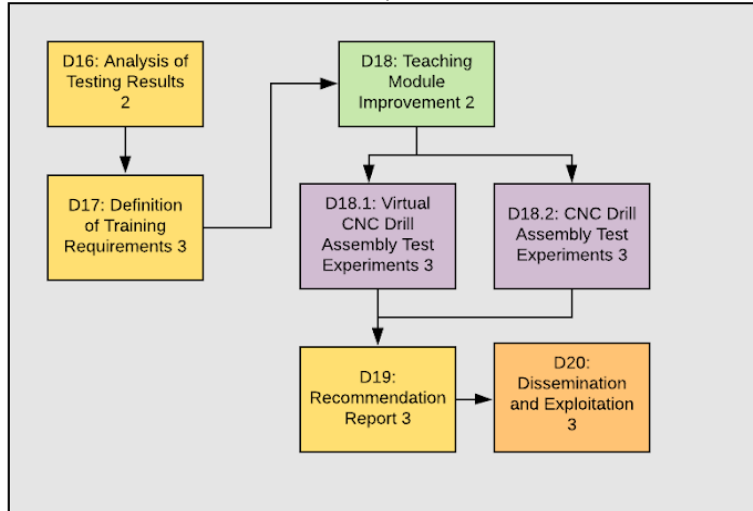 D16: Analysis of
Testing Results
2
D18: Teaching
Module
Improvement 2
D17: Definition
of Training
Requirements 3
D18.1: Virtual
CNC Drill
Assembly Test
Experiments 3
D18.2: CNC Drill
Assembly Test
Experiments 3
D19:
Recommendation
Report 3
D20:
Dissemination
and Exploitation
3